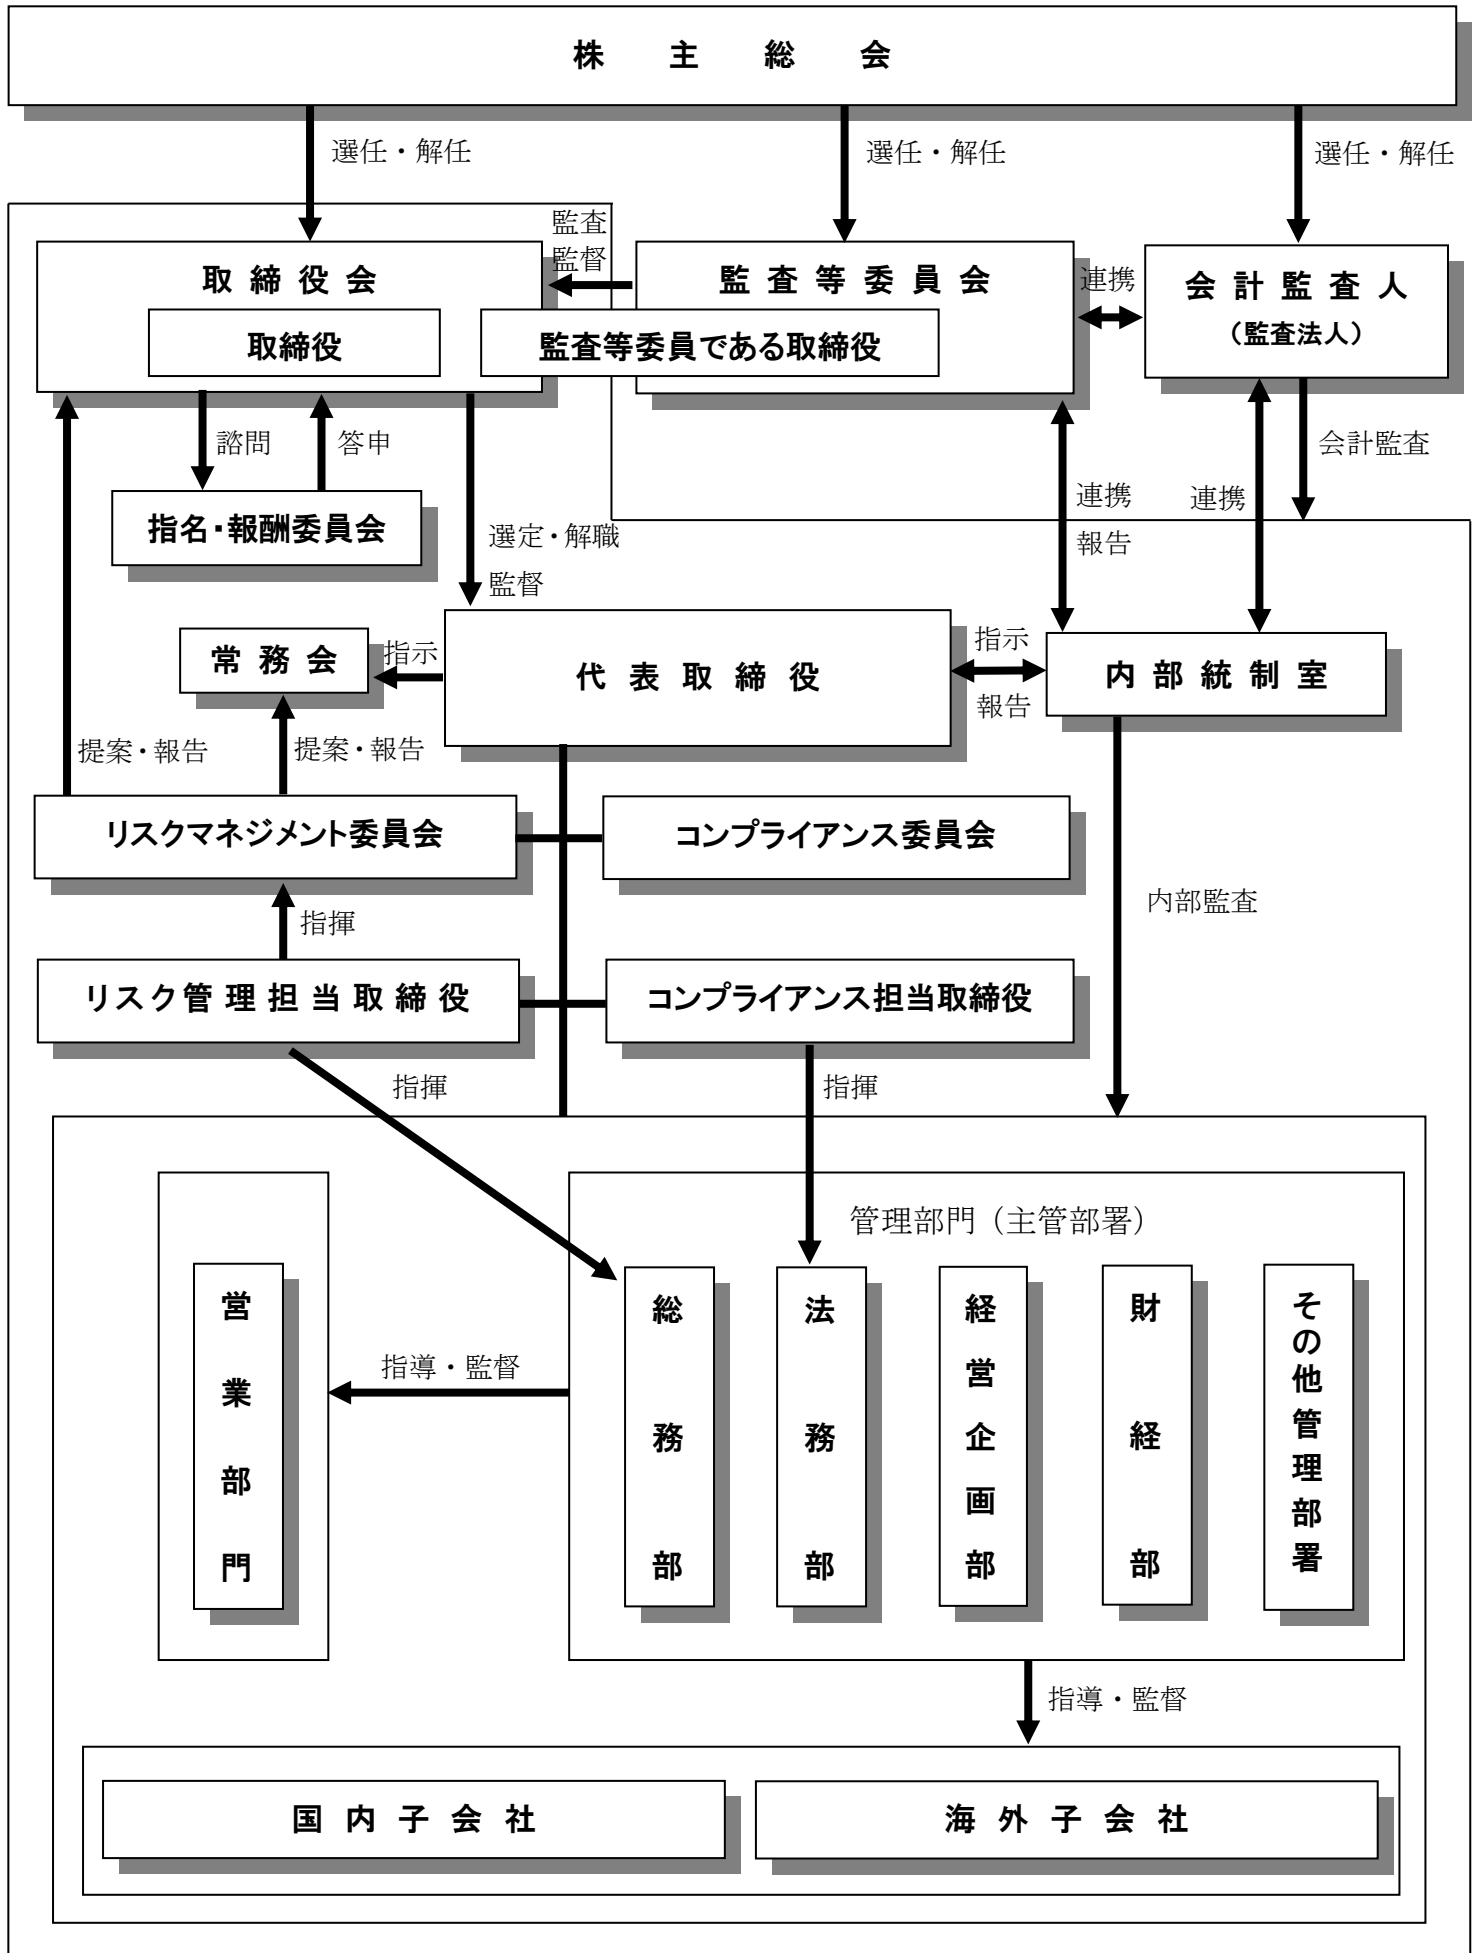 株主総会
選任・解任
選任・解任
選任・解任
取締役会
取締役
監査
監督
監査等委員会
監査等委員である取締役
連携
会計監査人
（監査法人）
諮問
答申
指名・報酬委員会
選定・解職
監督
連携
報告
連携
会計監査
常務会
指示
代表取締役
指示
報告
内部統制室
提案・報告
提案・報告
リスクマネジメント委員会
コンプライアンス委員会
内部監査
指揮
リスク管理担当取締役
コンプライアンス担当取締役
指揮
指揮
管理部門（主管部署）
営業部門
指導・監督
総務部
法務部
経営企画部
財経部
その他管理部署
指導・監督
国内子会社
海外子会社